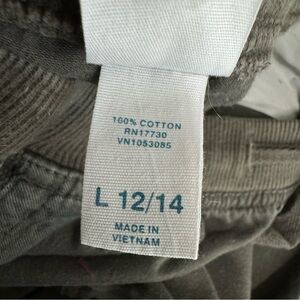 100% COTTON
RN17730
VN1053085
L 12/14
MADE IN
VIETNAM